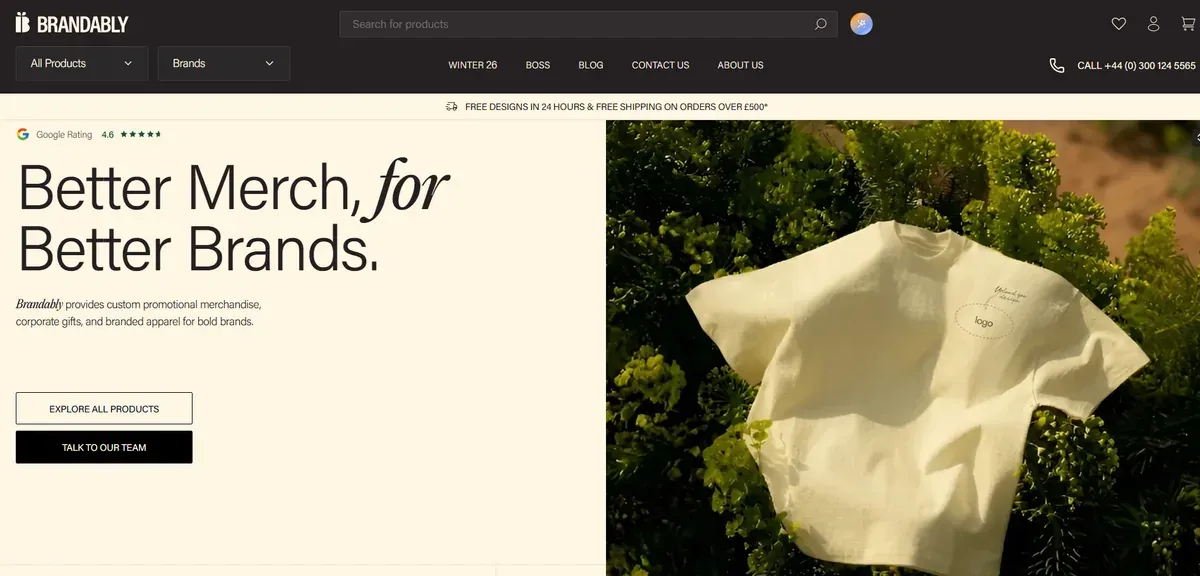 BRANDABLY
Search for products
All Products
Brands
WINTER 26
BOSS
BLOG
CONTACT US
ABOUT US
CALL +44 (0) 300 124 5565
FREE DESIGNS IN 24 HOURS & FREE SHIPPING ON ORDERS OVER £500*
Google Rating 4.6
Better Merch, for
Better Brands.
Brandably provides custom promotional merchandise,
corporate gifts, and branded apparel for bold brands.
EXPLORE ALL PRODUCTS
TALK TO OUR TEAM
logo